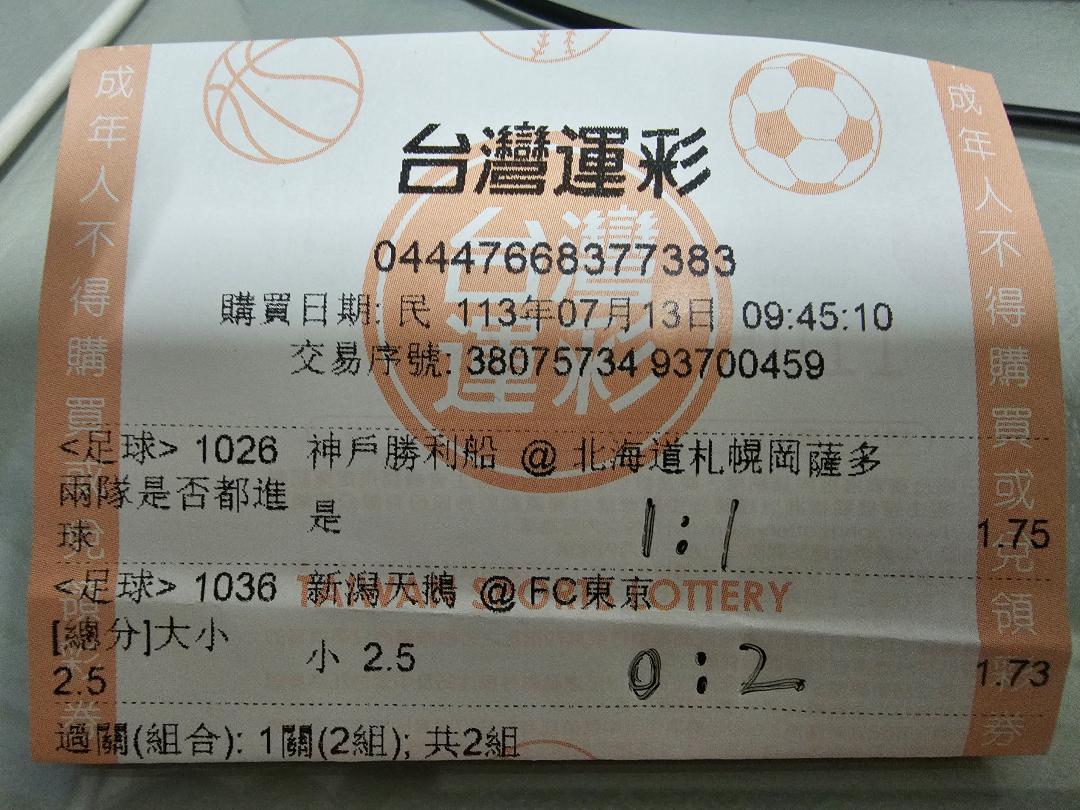 台灣運彩
04447668377383
購買日期: 民 113年07月13日 09:45:10
交易序號: 38075734 93700459
<足球> 1026 神戶勝利船 @ 北海道札幌岡薩多
兩隊是否都進球 是 1:1 1.75
<足球> 1036 新潟天鵝 @ FC東京
[總分]大小 2.5 小 2.5 0:2 1.73
過關(組合): 1關(2組); 共2組
成年人不得購買或兌領彩券
成年人不得購買或兌領彩券
台灣運彩
TAIWAN SPORTS LOTTERY